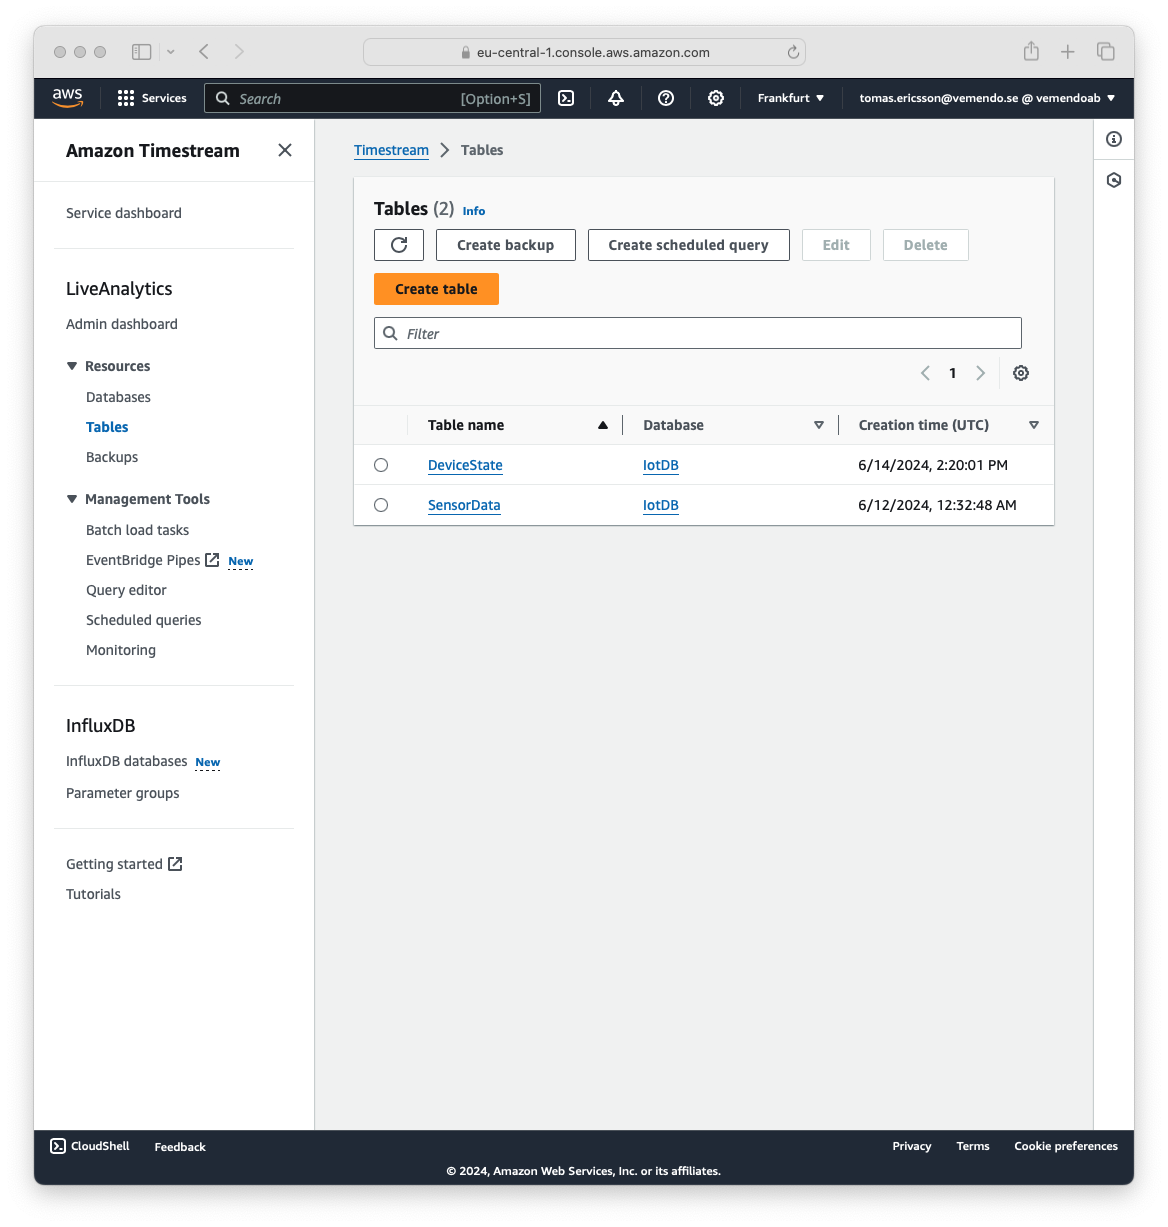 eu-central-1.console.aws.amazon.com
aws
Services
Search [Option+S]
Frankfurt
tomas.ericsson@vemendo.se @ vemendoab
Amazon Timestream
Service dashboard
LiveAnalytics
Admin dashboard
Resources
Databases
Tables
Backups
Management Tools
Batch load tasks
EventBridge Pipes New
Query editor
Scheduled queries
Monitoring
InfluxDB
InfluxDB databases New
Parameter groups
Getting started
Tutorials
Timestream Tables
Tables (2) Info
Create backup Create scheduled query Edit Delete
Create table
Filter
1
Table name Database Creation time (UTC)
DeviceState IotDB 6/14/2024, 2:20:01 PM
SensorData IotDB 6/12/2024, 12:32:48 AM
CloudShell Feedback Privacy Terms Cookie preferences
© 2024, Amazon Web Services, Inc. or its affiliates.